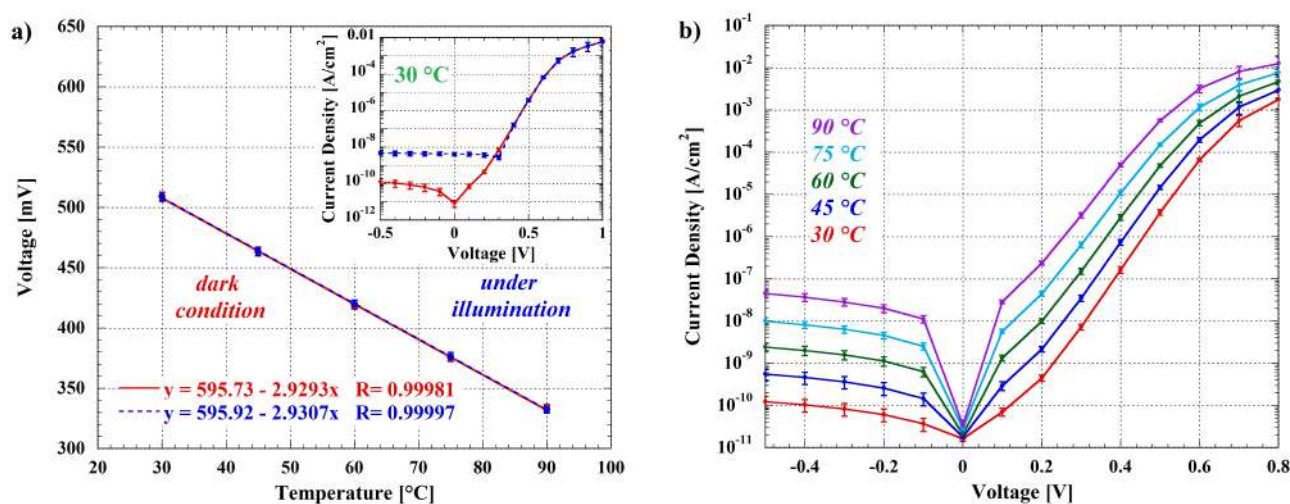 a)
Voltage [mV]
650
600
550
500
450
400
350
300
20
30
40
50
60
70
80
90
100
Temperature [°C]
dark
condition
under
illumination
y = 595.73 - 2.9293x R= 0.99981
y = 595.92 - 2.9307x R= 0.99997
Current Density [A/cm²]
0.01
10⁻⁴
10⁻⁶
10⁻⁸
10⁻¹⁰
10⁻¹²
30 °C
-0.5
0
0.5
1
Voltage [V]
b)
Current Density [A/cm²]
10⁻¹
10⁻²
10⁻³
10⁻⁴
10⁻⁵
10⁻⁶
10⁻⁷
10⁻⁸
10⁻⁹
10⁻¹⁰
10⁻¹¹
90 °C
75 °C
60 °C
45 °C
30 °C
-0.4
-0.2
0
0.2
0.4
0.6
0.8
Voltage [V]